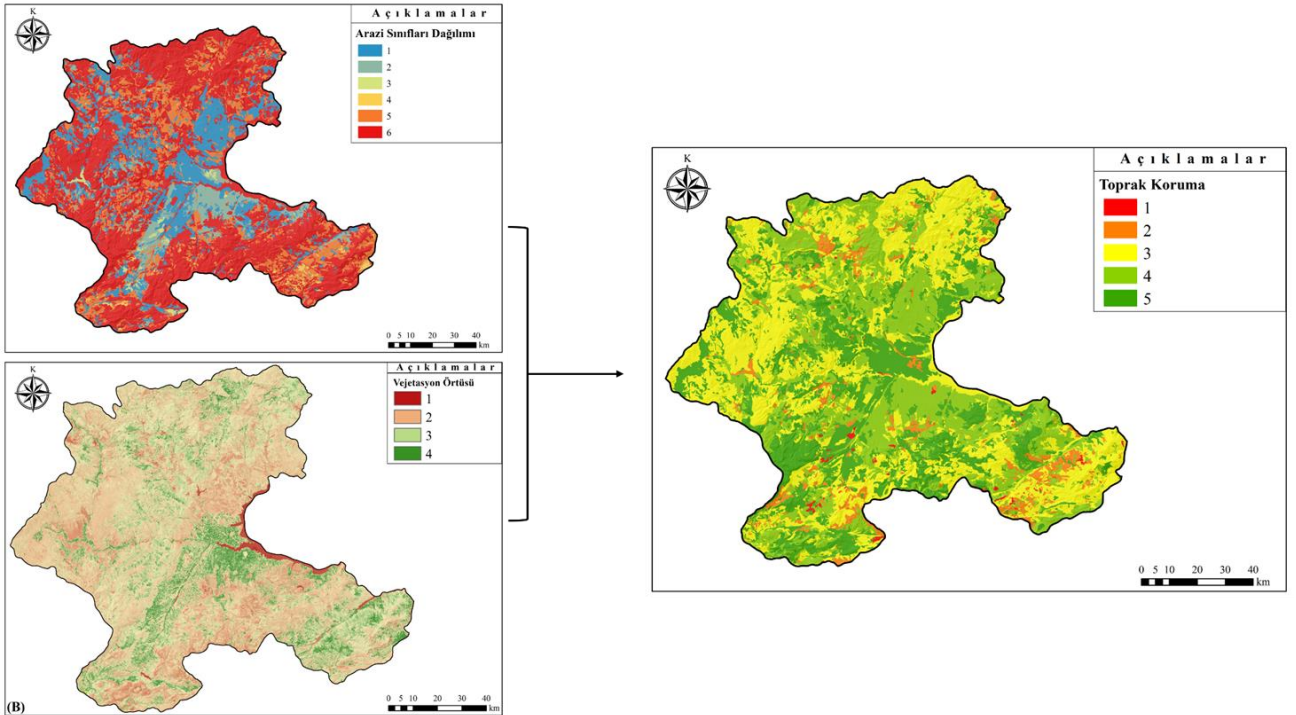 K
A ç ı k l a m a l a r
Arazi Sınıfları Dağılımı
1
2
3
4
5
6
0 5 10 20 30 40
km
K
A ç ı k l a m a l a r
Vejetasyon Örtüsü
1
2
3
4
0 5 10 20 30 40
km
(B)
K
A ç ı k l a m a l a r
Toprak Koruma
1
2
3
4
5
0 5 10 20 30 40
km